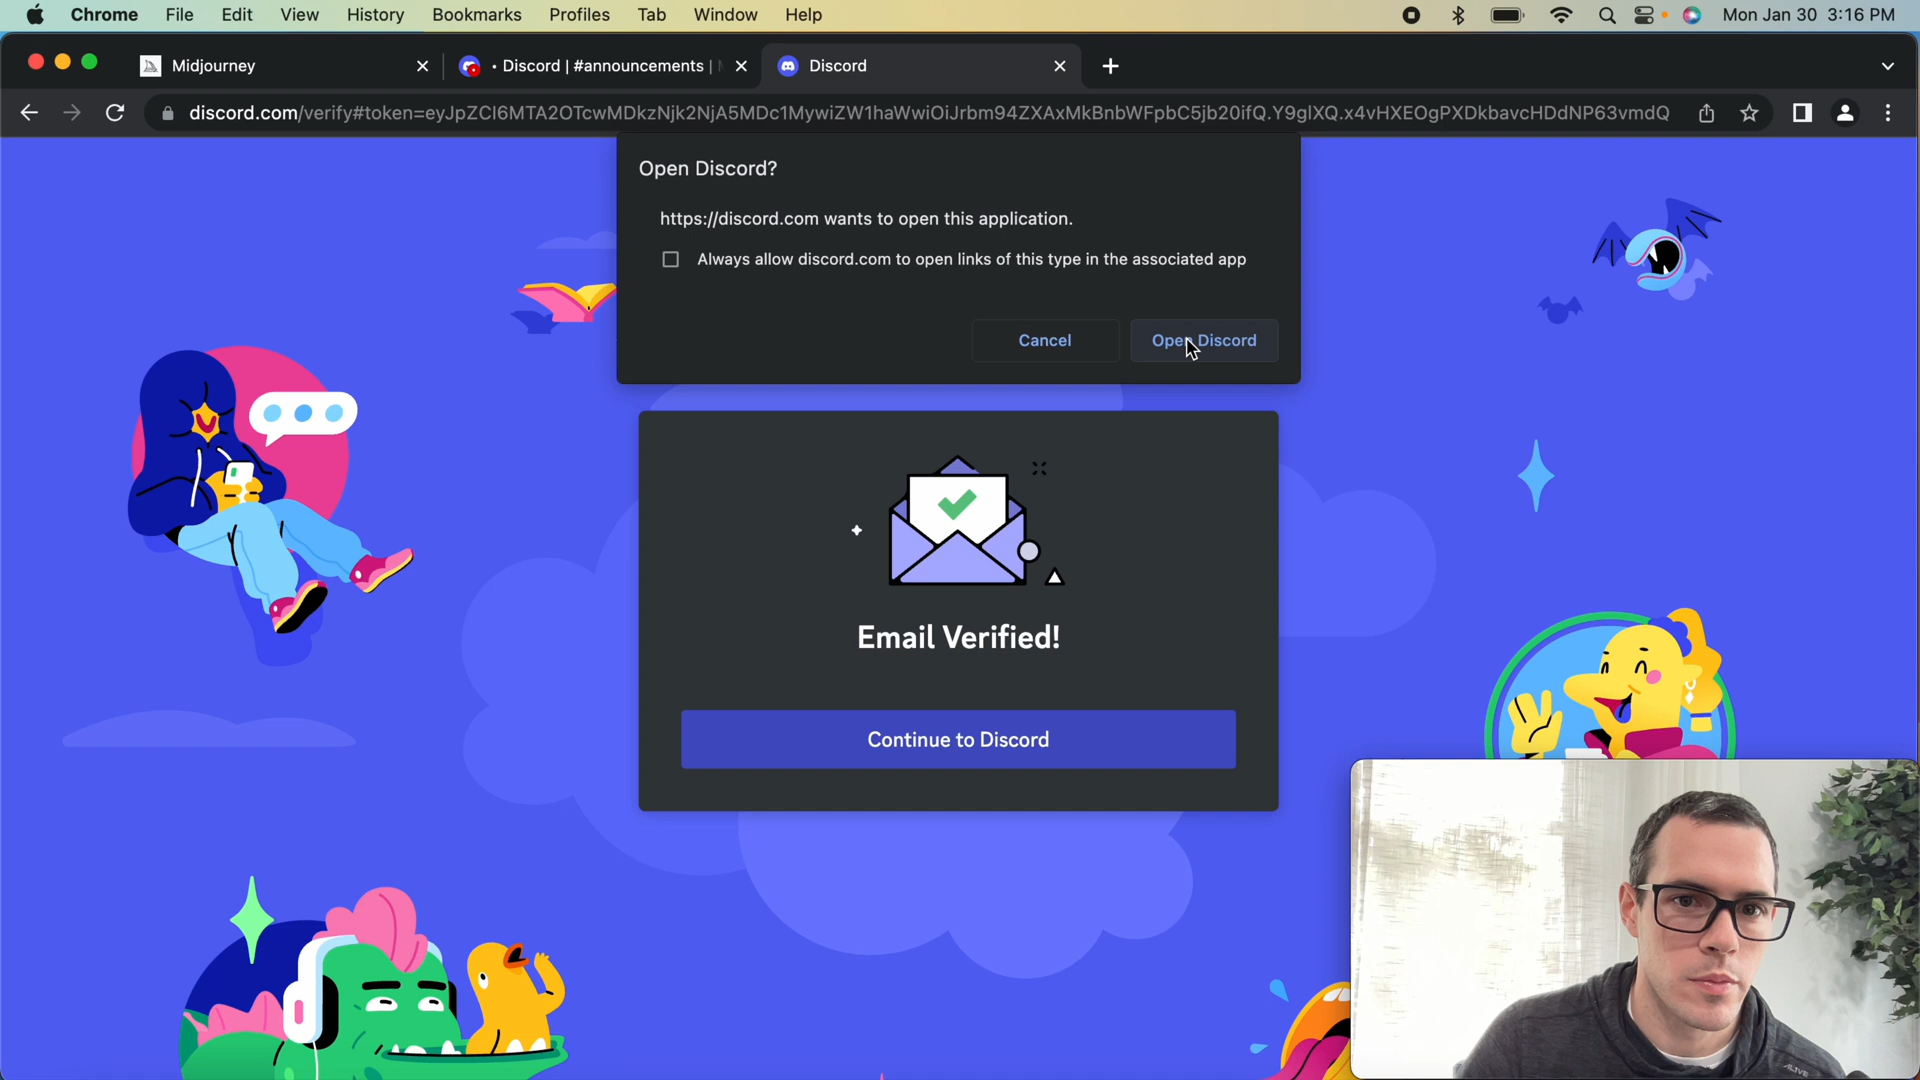 Chrome File Edit View History Bookmarks Profiles Tab Window Help Mon Jan 30 3:16 PM
Midjourney • Discord | #announcements | Discord
discord.com/verify#token=eyJpZCI6MTA2OTcwMDkzNjk2NjA5MDc1MywiZW1haWwiOiJrbm94ZXAxMkBnbWFpbC5jb20ifQ.Y9glXQ.x4vHXEOgPXDkbavcHDdNP63vmdQ
Open Discord?
https://discord.com wants to open this application.
Always allow discord.com to open links of this type in the associated app
Cancel Open Discord
Email Verified!
Continue to Discord